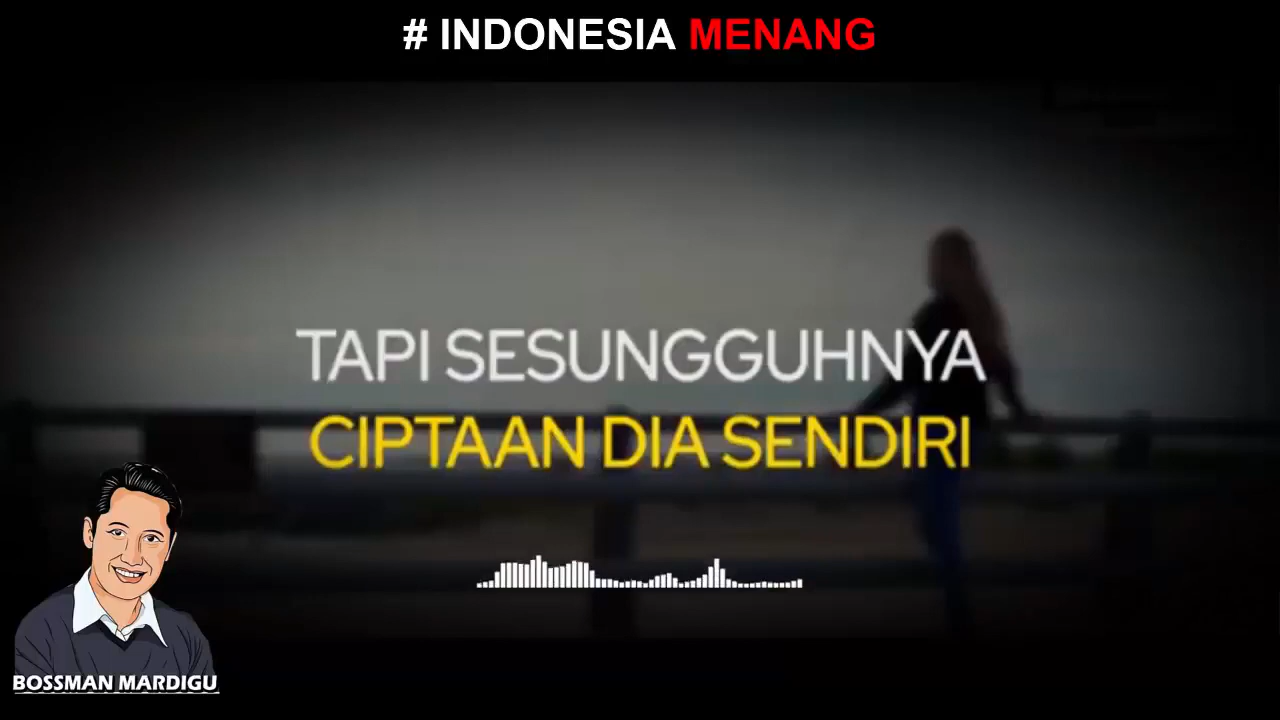 # INDONESIA MENANG
TAPI SESUNGGUHNYA
CIPTAAN DIA SENDIRI
BOSSMAN MARDIGU